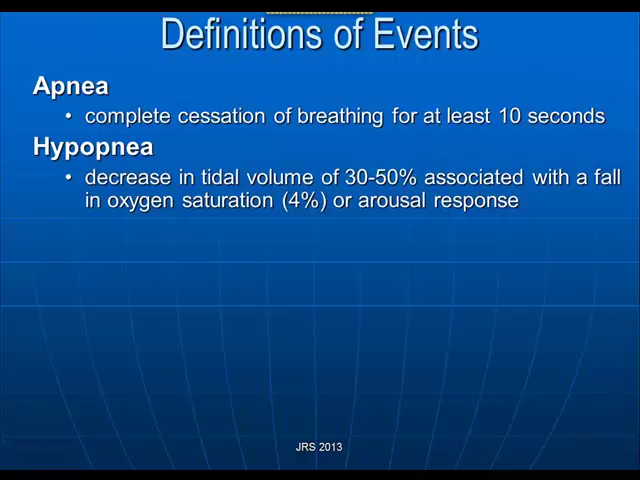 Definitions of Events
Apnea
• complete cessation of breathing for at least 10 seconds
Hypopnea
• decrease in tidal volume of 30-50% associated with a fall
in oxygen saturation (4%) or arousal response
JRS 2013